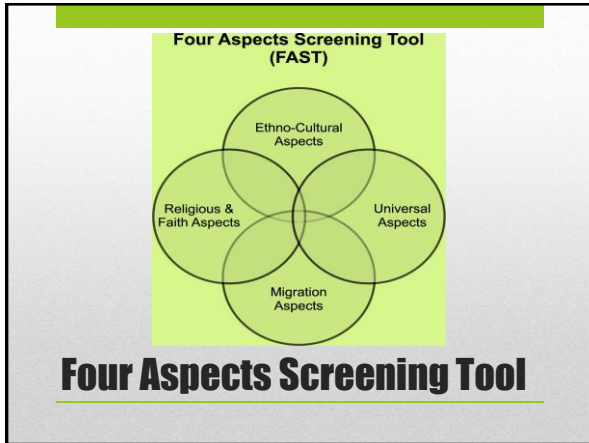 Four Aspects Screening Tool
(FAST)
Ethno-Cultural
Aspects
Religious &
Faith Aspects
Universal
Aspects
Migration
Aspects
Four Aspects Screening Tool